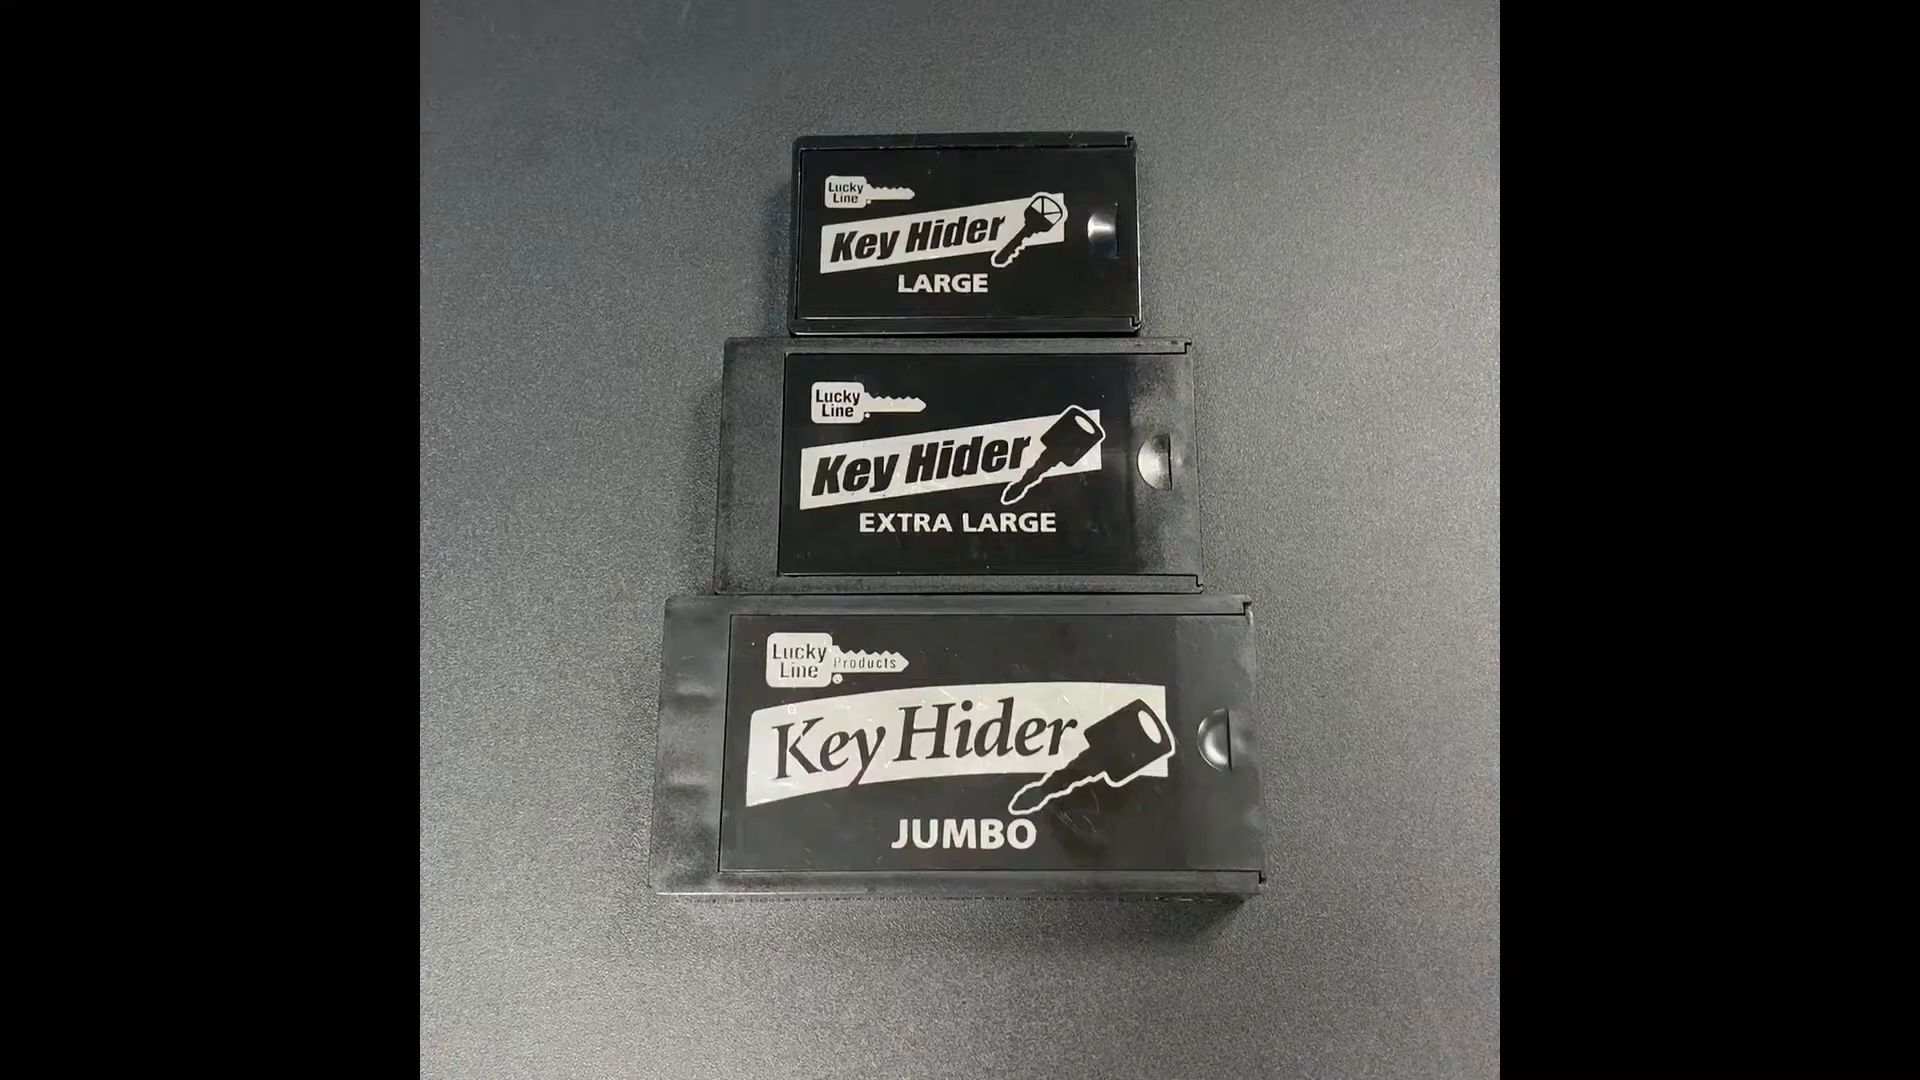 Lucky
Line
Key Hider
LARGE
Lucky
Line
Key Hider
EXTRA LARGE
Lucky
Line Products
Key Hider
JUMBO